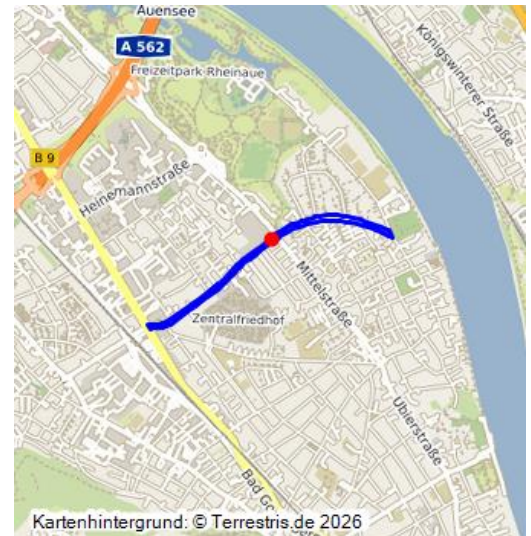 Auensee
A 562
Freizeitpark Rheinaue
Königswinterer Straße
B 9
Heinemannstraße
Mittelstraße
Zentralfriedhof
Ubierstraße
Bad Go
Kartenhintergrund: © Terrestris.de 2026